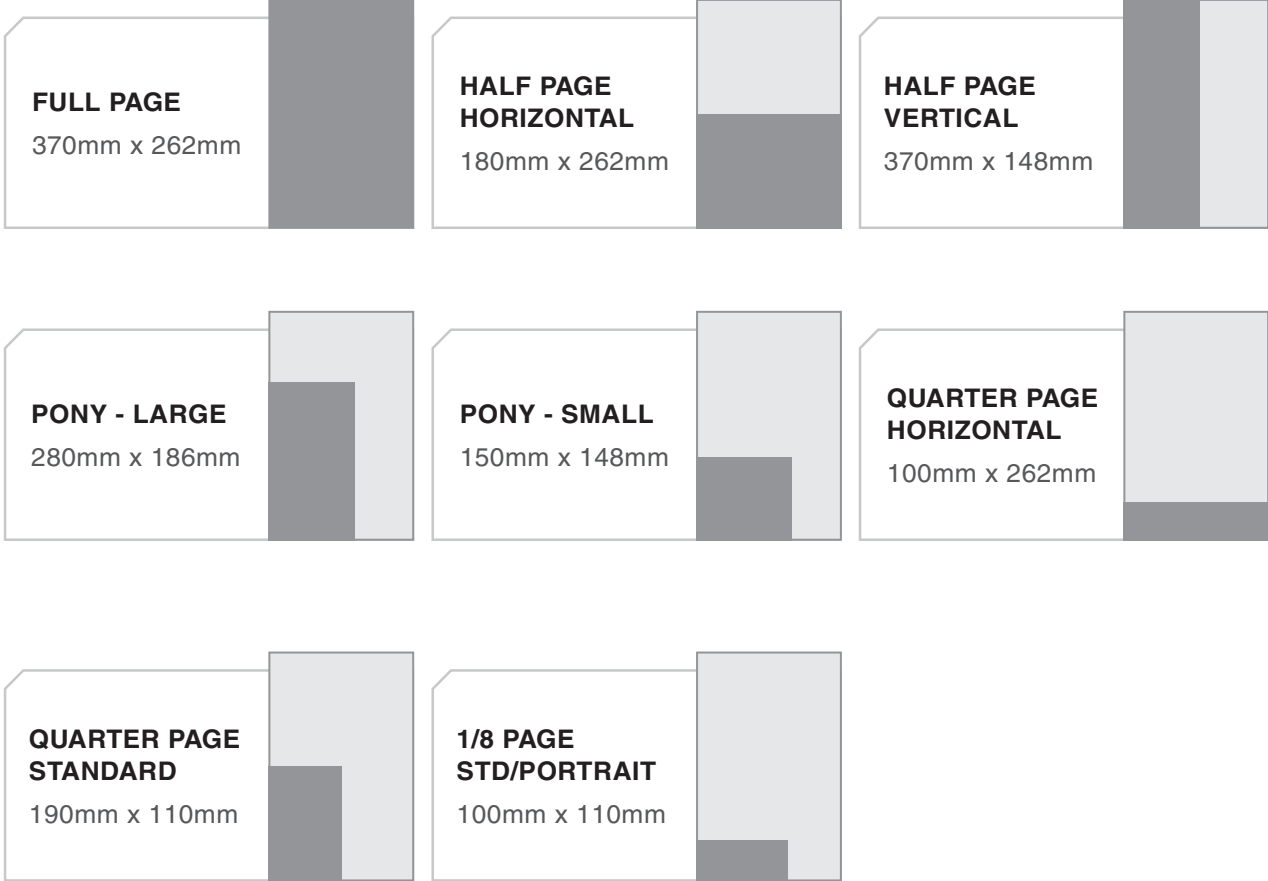 FULL PAGE
370mm x 262mm
HALF PAGE
HORIZONTAL
180mm x 262mm
HALF PAGE
VERTICAL
370mm x 148mm
PONY - LARGE
280mm x 186mm
PONY - SMALL
150mm x 148mm
QUARTER PAGE
HORIZONTAL
100mm x 262mm
QUARTER PAGE
STANDARD
190mm x 110mm
1/8 PAGE
STD/PORTRAIT
100mm x 110mm